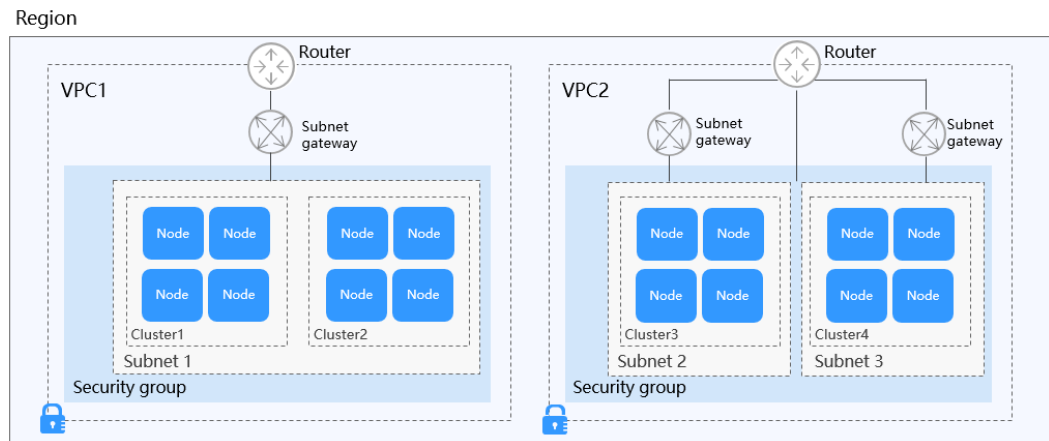 Region
Router
VPC1
Subnet
gateway
Node Node Node Node
Node Node Node Node
Cluster1 Cluster2
Subnet 1
Security group
Router
VPC2
Subnet
gateway
Subnet
gateway
Node Node Node Node
Node Node Node Node
Cluster3 Cluster4
Subnet 2 Subnet 3
Security group